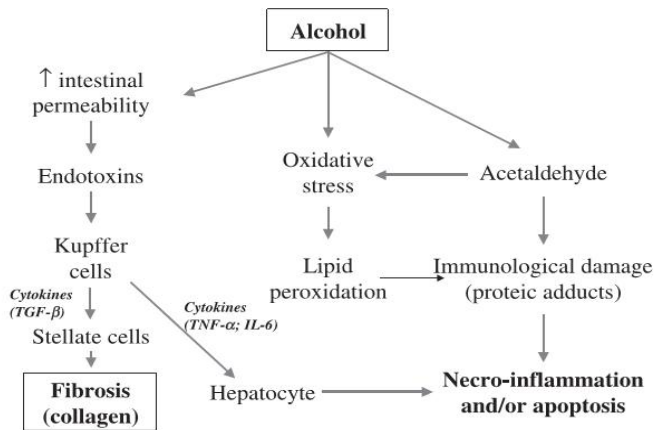 Alcohol
↑ intestinal
permeability
Oxidative
stress
Acetaldehyde
Endotoxins
Kupffer
cells
Lipid
peroxidation
Immunological damage
(proteic adducts)
Cytokines
(TGF-β)
Cytokines
(TNF-α; IL-6)
Stellate cells
Fibrosis
(collagen)
Hepatocyte
Necro-inflammation
and/or apoptosis